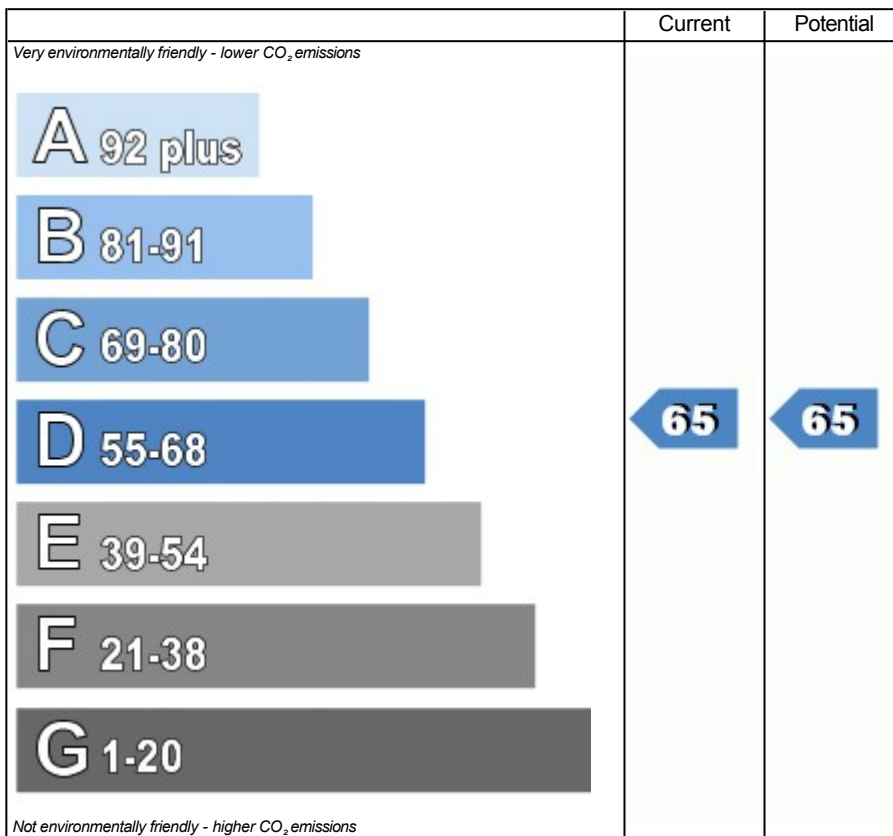 Current Potential
Very environmentally friendly - lower CO₂ emissions
A 92 plus
B 81-91
C 69-80
D 55-68 65 65
E 39-54
F 21-38
G 1-20
Not environmentally friendly - higher CO₂ emissions